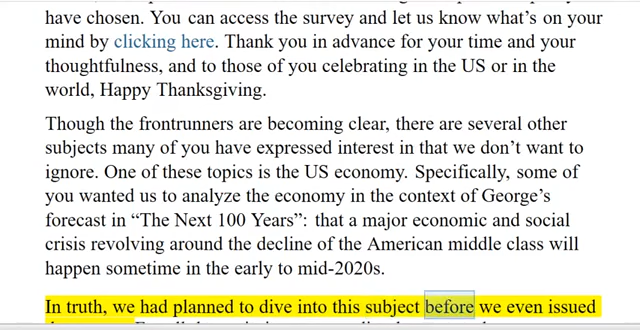 have chosen. You can access the survey and let us know what’s on your
mind by clicking here. Thank you in advance for your time and your
thoughtfulness, and to those of you celebrating in the US or in the
world, Happy Thanksgiving.
Though the frontrunners are becoming clear, there are several other
subjects many of you have expressed interest in that we don’t want to
ignore. One of these topics is the US economy. Specifically, some of
you wanted us to analyze the economy in the context of George’s
forecast in “The Next 100 Years”: that a major economic and social
crisis revolving around the decline of the American middle class will
happen sometime in the early to mid-2020s.
In truth, we had planned to dive into this subject before we even issued